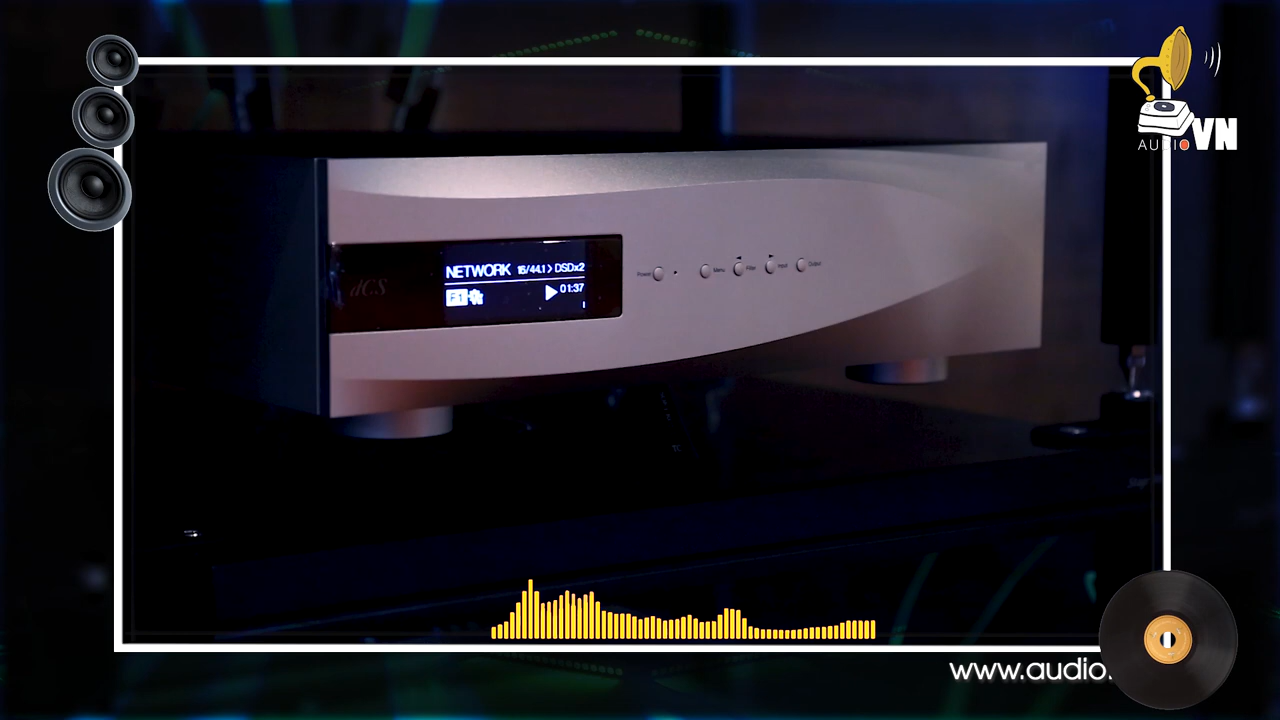 AUDIO
VN
NETWORK 16/44.1 > DSDx2
F1
01:37
dCS
Power
Menu
Filter
Input
Output
www.audio.